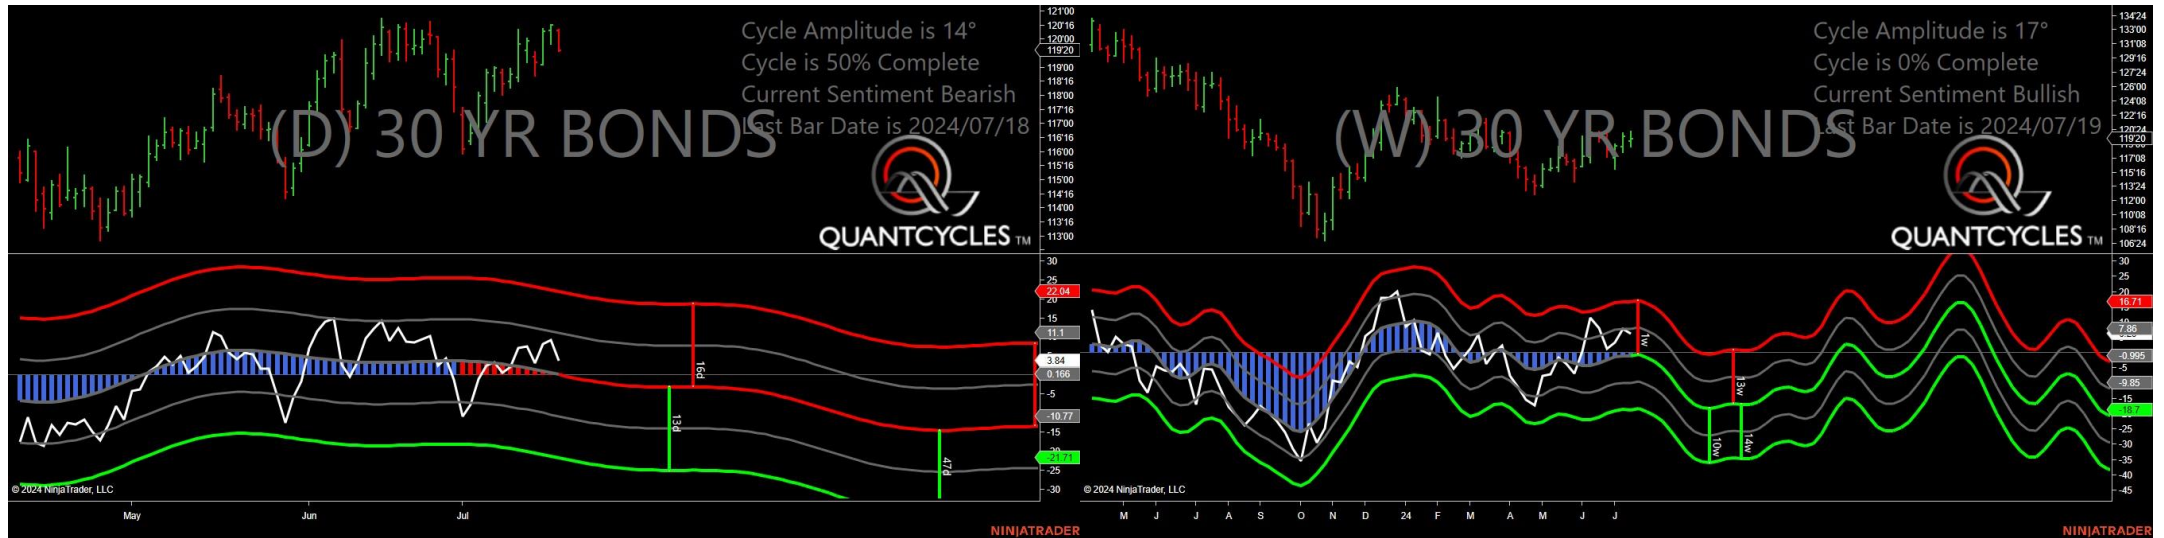 Cycle Amplitude is 14°
Cycle is 50% Complete
Current Sentiment Bearish
Last Bar Date is 2024/07/18
(D) 30 YR BONDS
QUANTCYCLES TM
121'00
120'16
120'00
119'20
119'00
118'16
118'00
117'16
117'00
116'16
116'00
115'16
115'00
114'16
114'00
113'16
113'00
30
25
22.04
20
15
11.1
3.84
0.166
-5
-10.77
-15
-21.71
-25
-30
16d
13d
47d
© 2024 NinjaTrader, LLC
May
Jun
Jul
NINJATRADER
Cycle Amplitude is 17°
Cycle is 0% Complete
Current Sentiment Bullish
Last Bar Date is 2024/07/19
(W) 30 YR BONDS
QUANTCYCLES TM
134'24
133'00
131'08
129'16
127'24
126'00
124'08
122'16
120'24
119'20
117'08
115'16
113'24
112'00
110'08
108'16
106'24
30
25
20
16.71
7.86
-0.995
-5
-9.85
-15
-18.7
-25
-30
-35
-40
-45
1w
13w
10w
14w
© 2024 NinjaTrader, LLC
M
J
J
A
S
O
N
D
24
F
M
A
M
J
J
NINJATRADER